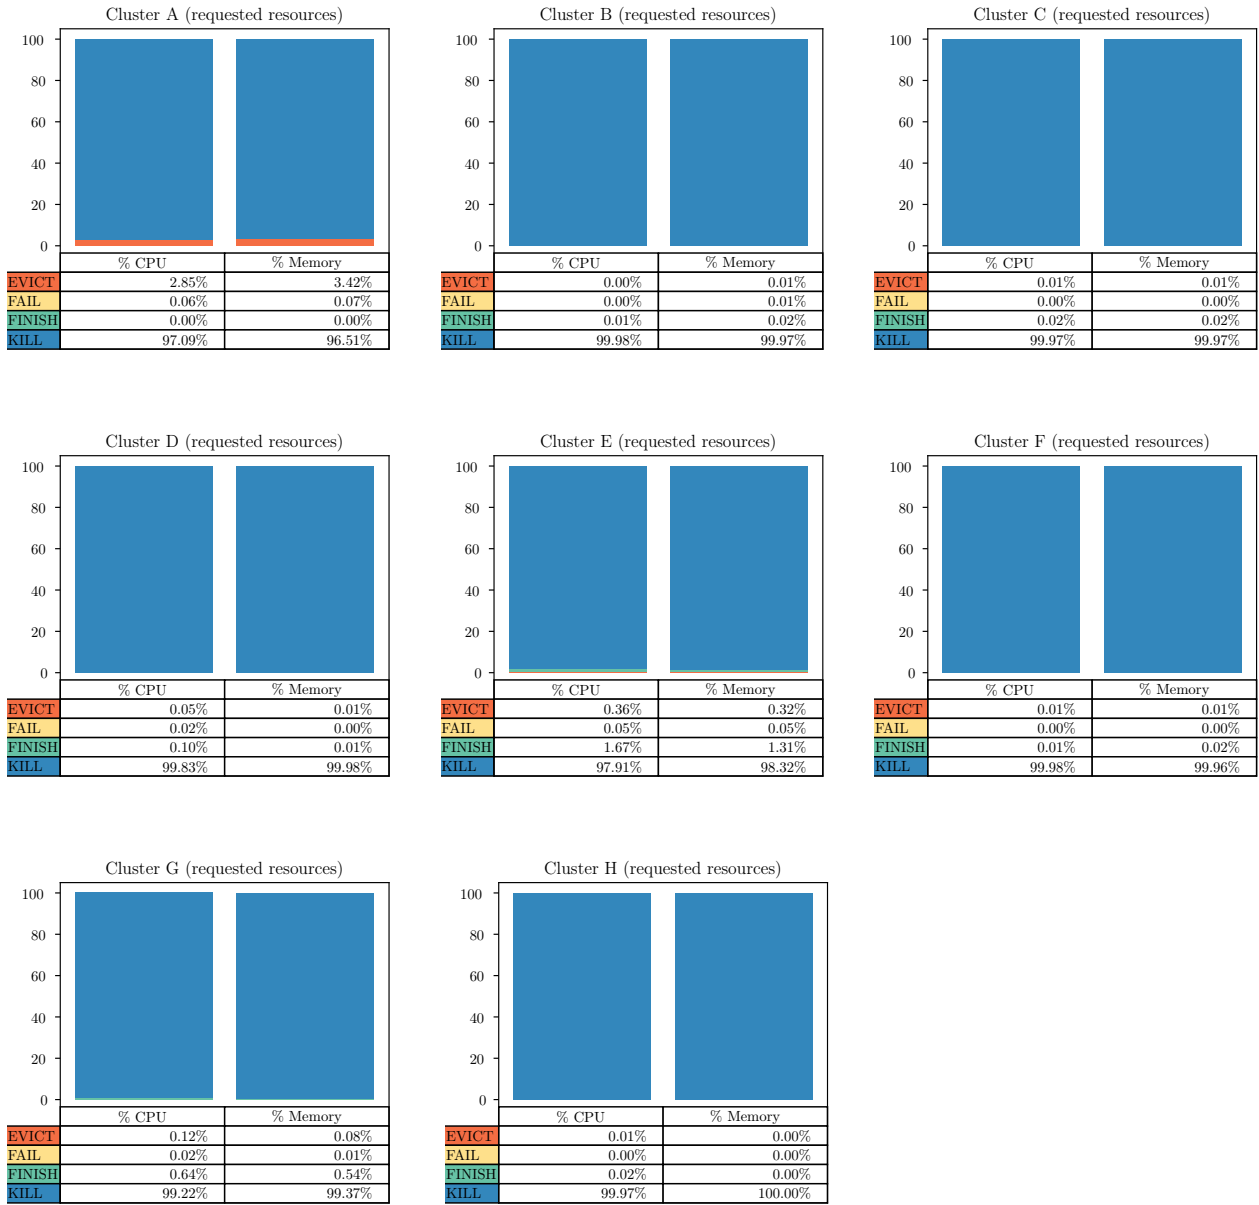 Cluster A (requested resources)
100
80
60
40
20
0
% CPU % Memory
EVICT 2.85% 3.42%
FAIL 0.06% 0.07%
FINISH 0.00% 0.00%
KILL 97.09% 96.51%
Cluster B (requested resources)
100
80
60
40
20
0
% CPU % Memory
EVICT 0.00% 0.01%
FAIL 0.00% 0.01%
FINISH 0.01% 0.02%
KILL 99.98% 99.97%
Cluster C (requested resources)
100
80
60
40
20
0
% CPU % Memory
EVICT 0.01% 0.01%
FAIL 0.00% 0.00%
FINISH 0.02% 0.02%
KILL 99.97% 99.97%
Cluster D (requested resources)
100
80
60
40
20
0
% CPU % Memory
EVICT 0.05% 0.01%
FAIL 0.02% 0.00%
FINISH 0.10% 0.01%
KILL 99.83% 99.98%
Cluster E (requested resources)
100
80
60
40
20
0
% CPU % Memory
EVICT 0.36% 0.32%
FAIL 0.05% 0.05%
FINISH 1.67% 1.31%
KILL 97.91% 98.32%
Cluster F (requested resources)
100
80
60
40
20
0
% CPU % Memory
EVICT 0.01% 0.01%
FAIL 0.00% 0.00%
FINISH 0.01% 0.02%
KILL 99.98% 99.96%
Cluster G (requested resources)
100
80
60
40
20
0
% CPU % Memory
EVICT 0.12% 0.08%
FAIL 0.02% 0.01%
FINISH 0.64% 0.54%
KILL 99.22% 99.37%
Cluster H (requested resources)
100
80
60
40
20
0
% CPU % Memory
EVICT 0.01% 0.00%
FAIL 0.00% 0.00%
FINISH 0.02% 0.00%
KILL 99.97% 100.00%